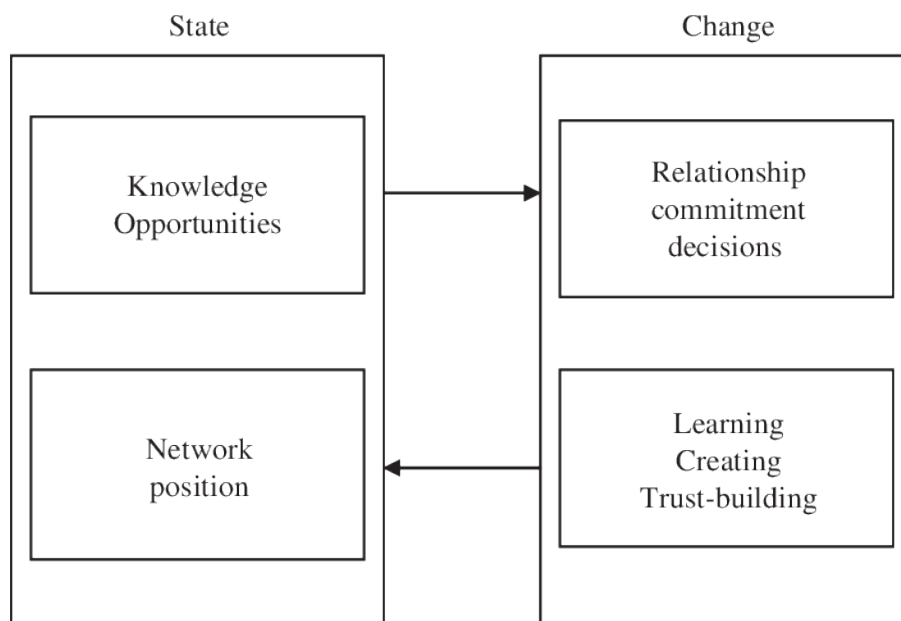 State
Change
Knowledge
Opportunities
Relationship
commitment
decisions
Network
position
Learning
Creating
Trust-building